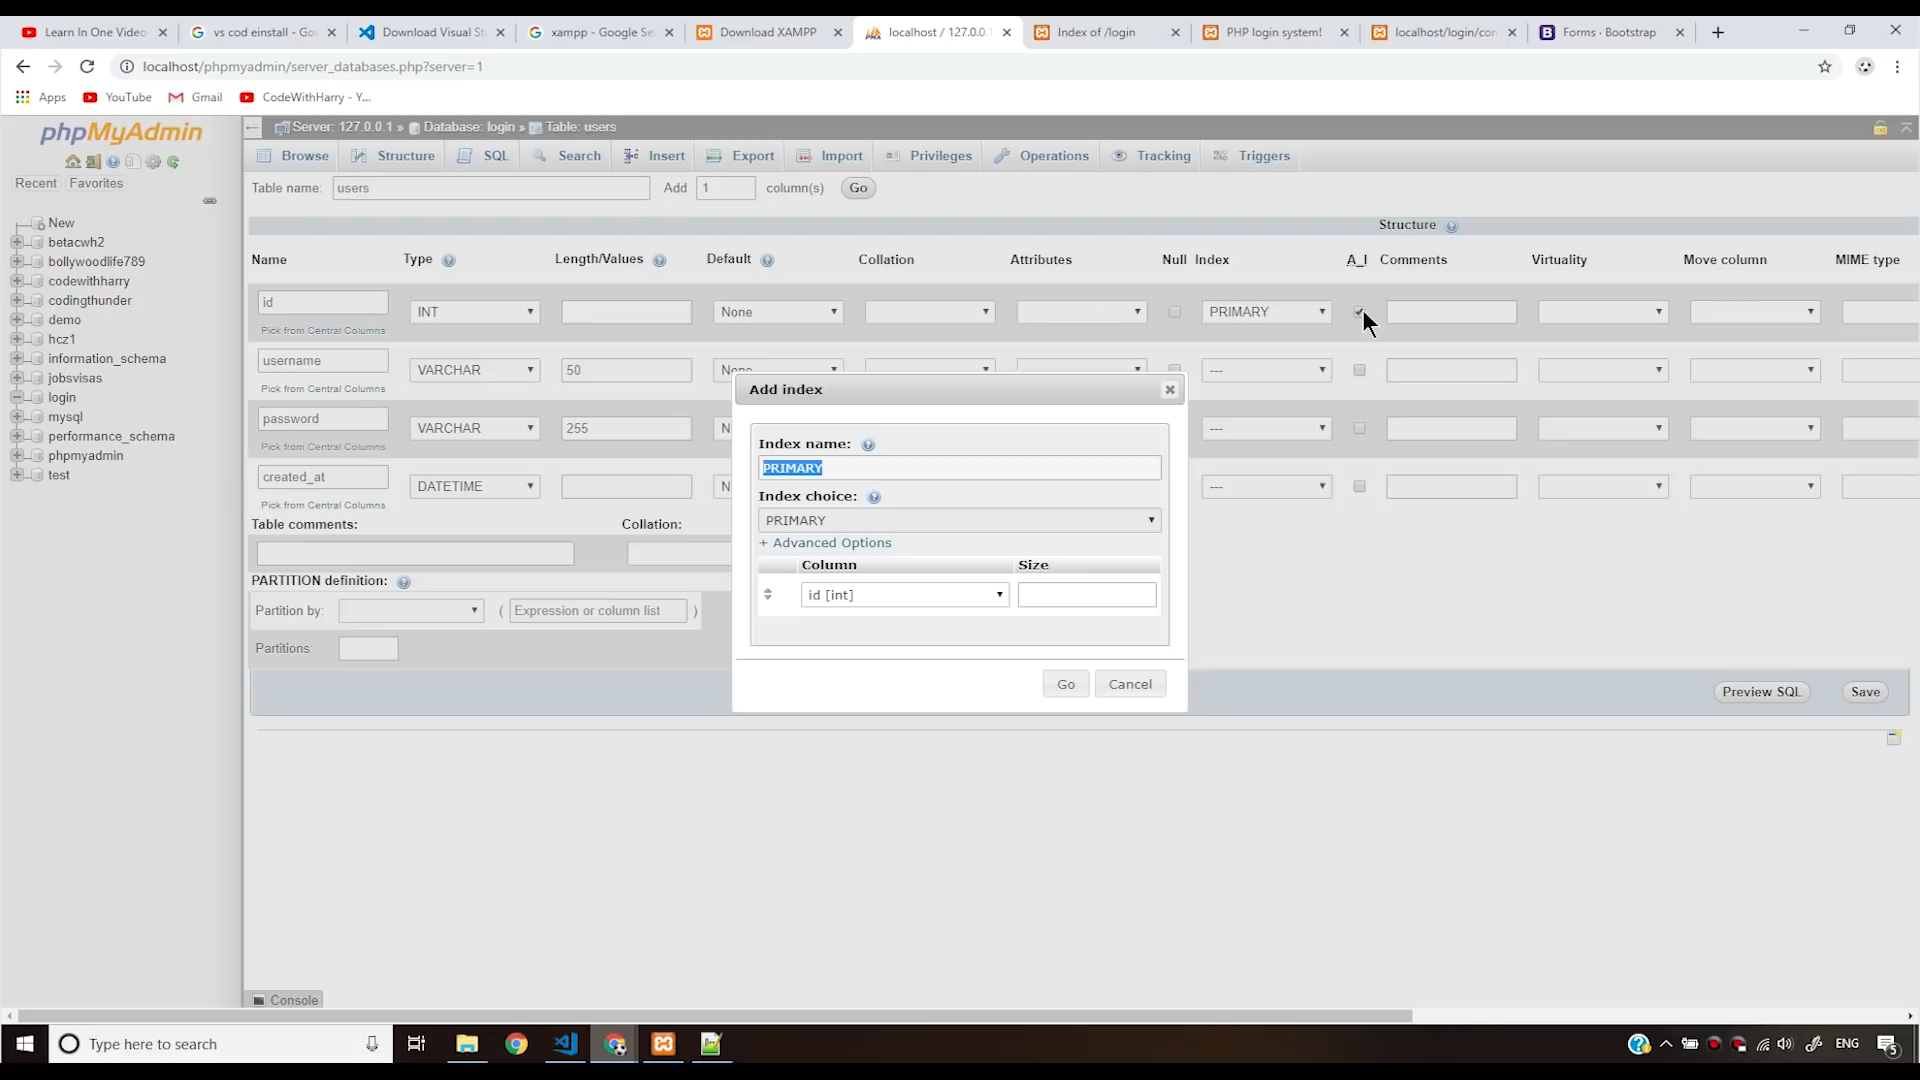 Learn In One Video
vs cod einstall - Go
Download Visual St
xampp - Google Se
Download XAMPP
localhost / 127.0.0.1
Index of /login
PHP login system!
localhost/login/con
Forms · Bootstrap
localhost/phpmyadmin/server_databases.php?server=1
Apps
YouTube
Gmail
CodeWithHarry - Y...
phpMyAdmin
Recent
Favorites
New
betacwh2
bollywoodlife789
codewithharry
codingthunder
demo
hcz1
information_schema
jobsvisas
login
mysql
performance_schema
phpmyadmin
test
Server: 127.0.0.1 » Database: login » Table: users
Browse
Structure
SQL
Search
Insert
Export
Import
Privileges
Operations
Tracking
Triggers
Table name: users Add 1 column(s) Go
Structure
Name Type Length/Values Default Collation Attributes Null Index A_I Comments Virtuality Move column MIME type
id INT None PRIMARY
Pick from Central Columns
username VARCHAR 50 None ---
Pick from Central Columns
password VARCHAR 255 N ---
Pick from Central Columns
created_at DATETIME N ---
Pick from Central Columns
Table comments: Collation:
PARTITION definition:
Partition by: ( Expression or column list )
Partitions:
Preview SQL Save
Add index
Index name:
PRIMARY
Index choice:
PRIMARY
+ Advanced Options
Column Size
id [int]
Go Cancel
Console
Type here to search
ENG
5